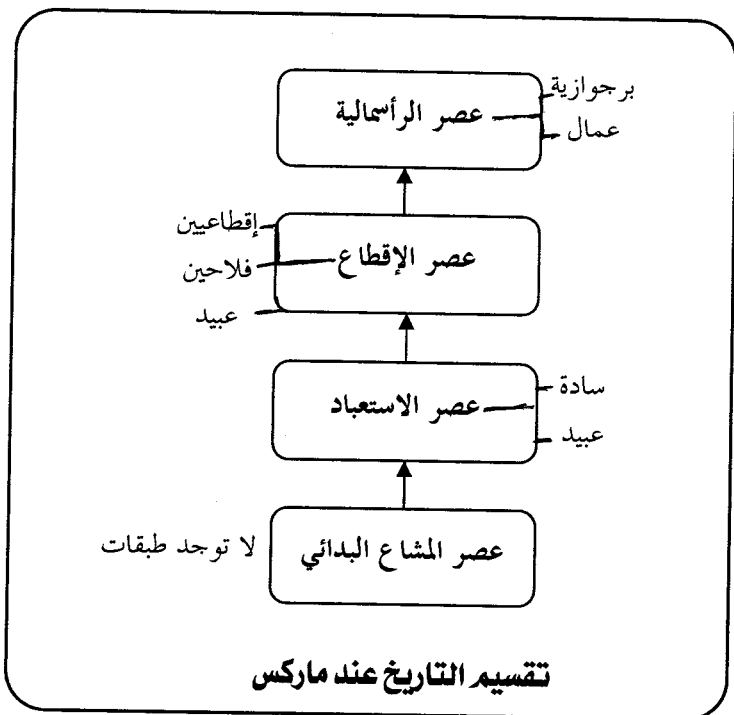 برجوازية
عصر الرأسمالية
عمال
إقطاعيين
عصر الإقطاع
فلاحين
عبيد
سادة
عصر الاستعباد
عبيد
عصر المشاع البدائي
لا توجد طبقات
تقسيم التاريخ عند ماركس